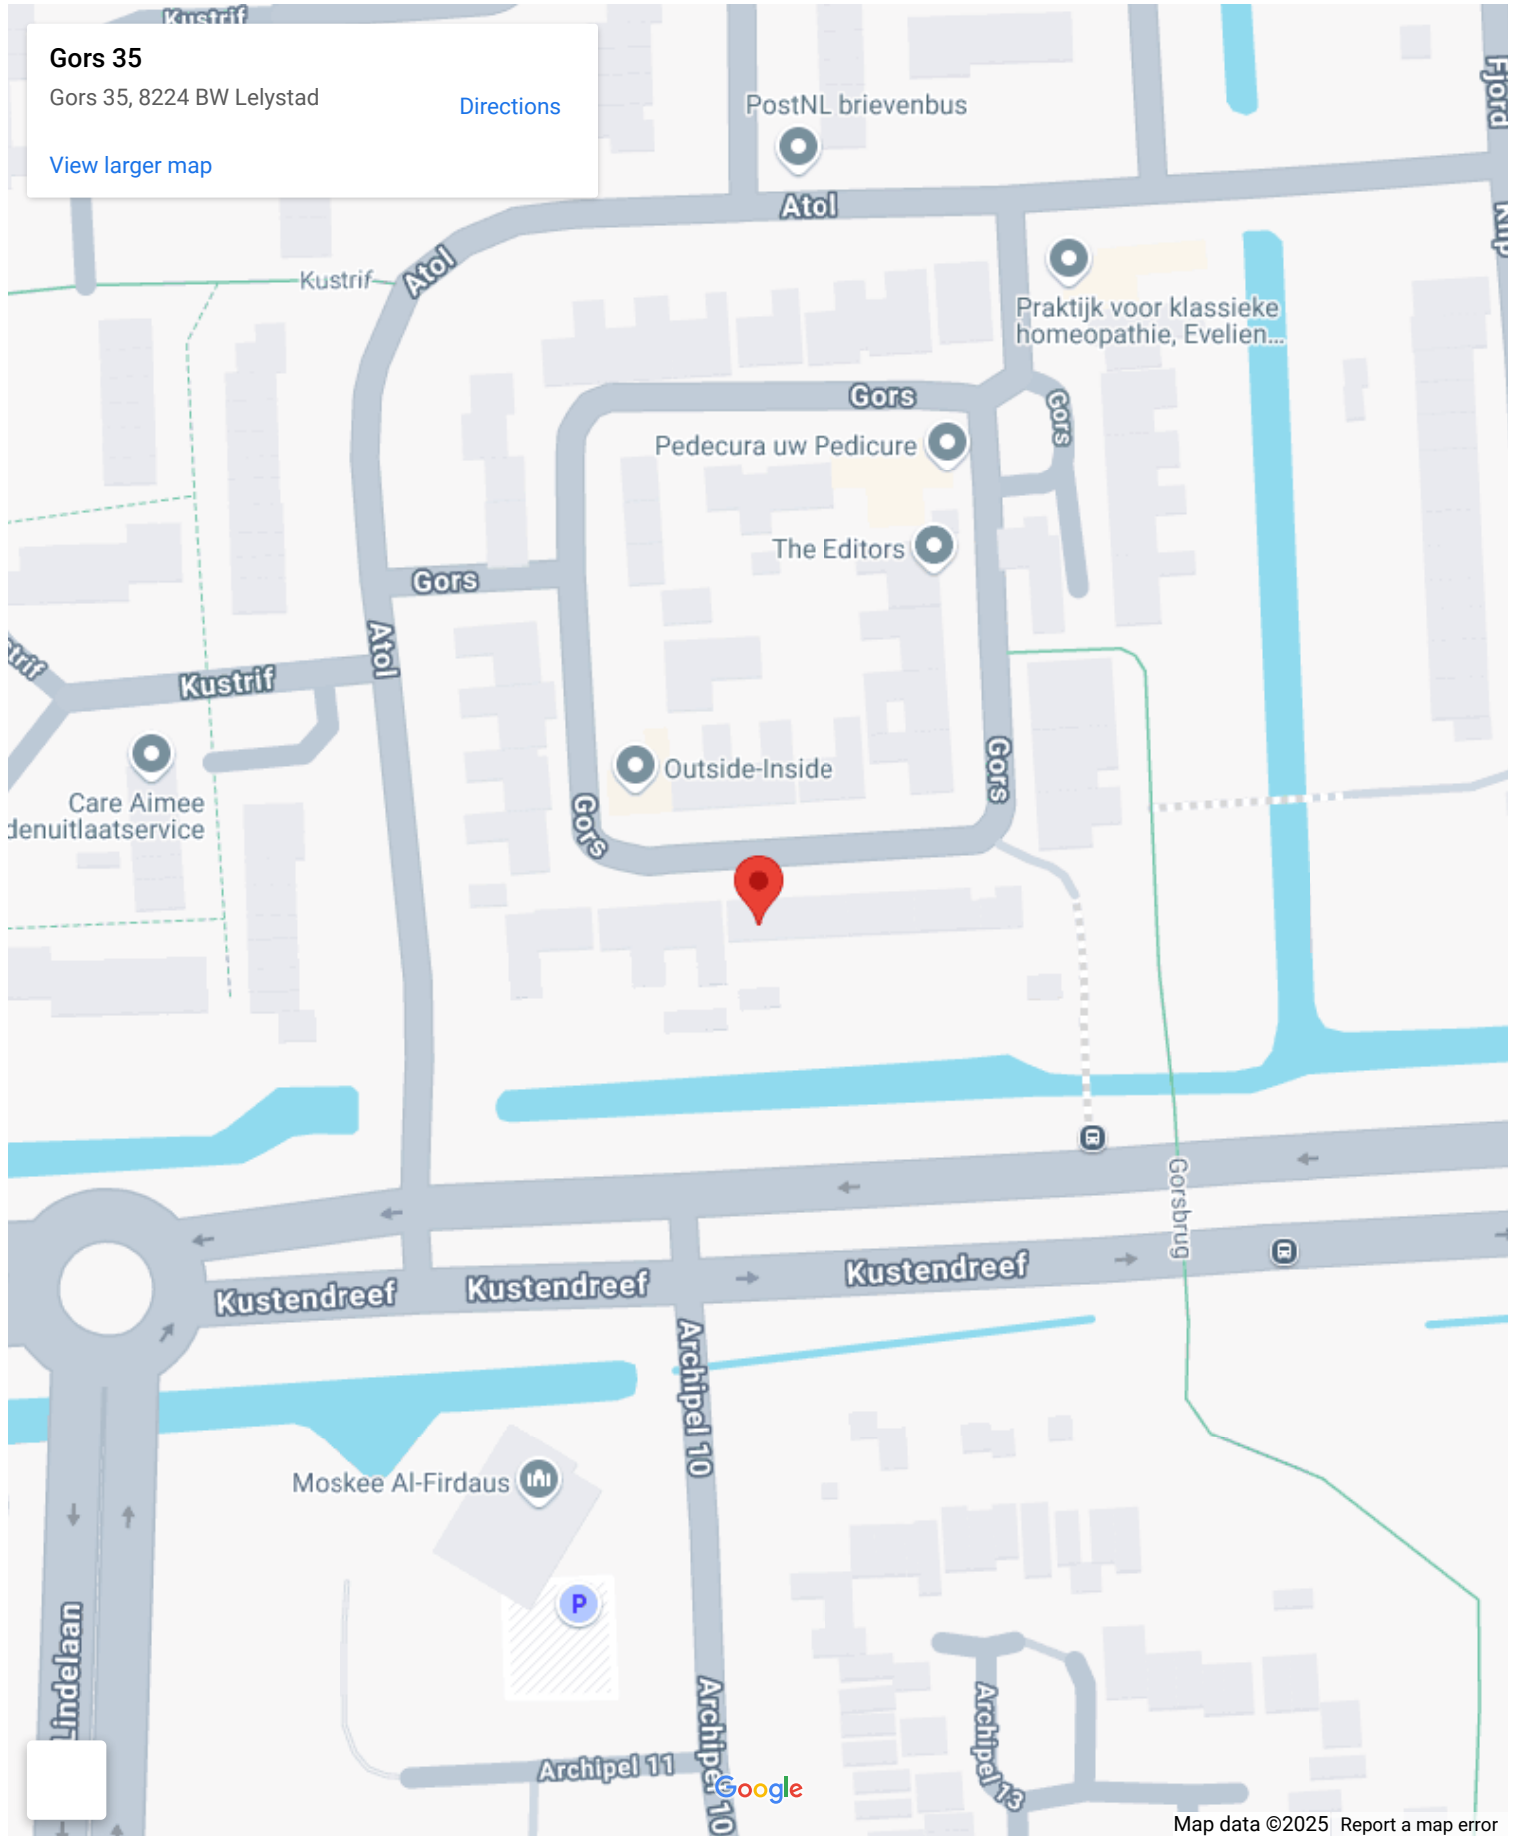 Kustrif
Gors 35
Gors 35, 8224 BW Lelystad
Directions
View larger map
PostNL brievenbus
Fjord
Atol
Klip
Atol
Kustrif
Praktijk voor klassieke
homeopathie, Evelien...
Gors
Gors
Pedecura uw Pedicure
The Editors
Gors
Atol
strif
Kustrif
Gors
Outside-Inside
Care Aimee
denuitlaatservice
Gors
Gorsbrug
Kustendreef
Kustendreef
Kustendreef
Archipel 10
Moskee Al-Firdaus
P
Lindelaan
Archipel 10
Archipel 11
Archipel 13
Google
Map data ©2025
Report a map error